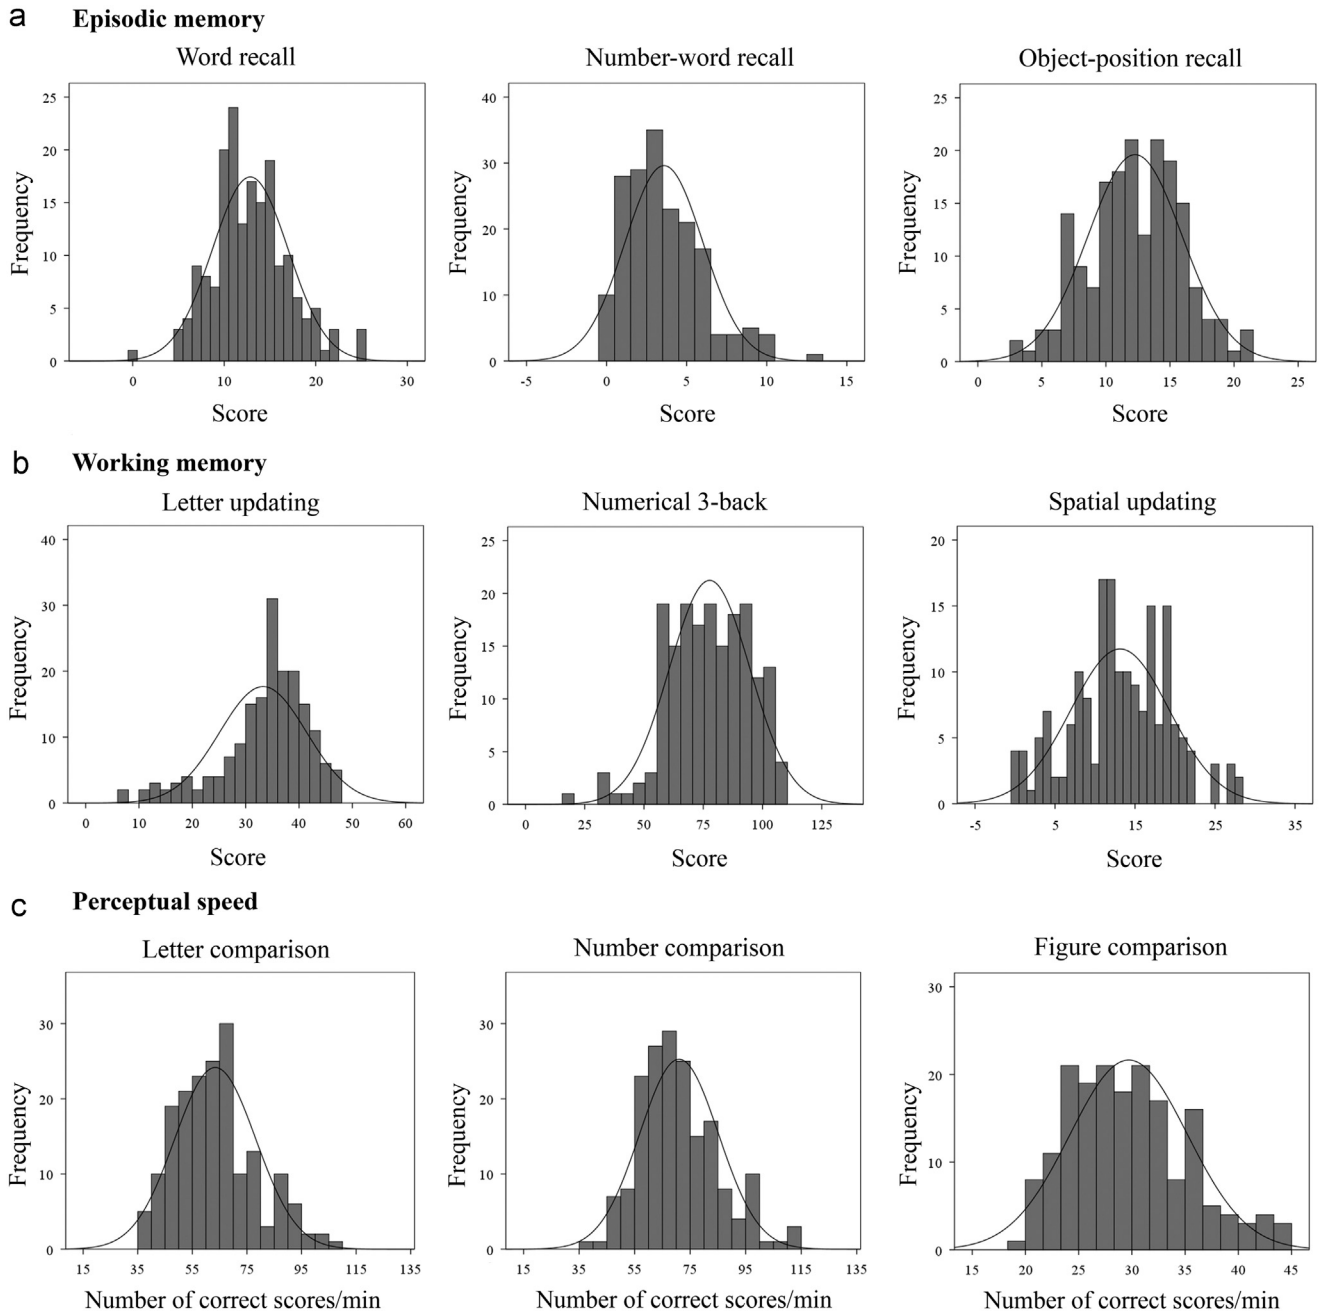 a Episodic memory
Word recall Number-word recall Object-position recall
Frequency Frequency Frequency
25 20 15 10 5 0
40 30 20 10 0
25 20 15 10 5 0
0 10 20 30 -5 0 5 10 15 0 5 10 15 20 25
Score Score Score
b Working memory
Letter updating Numerical 3-back Spatial updating
Frequency Frequency Frequency
40 30 20 10 0
25 20 15 10 5 0
20 15 10 5 0
0 10 20 30 40 50 60 0 25 50 75 100 125 -5 5 15 25 35
Score Score Score
c Perceptual speed
Letter comparison Number comparison Figure comparison
Frequency Frequency Frequency
30 20 10 0
30 20 10 0
30 20 10 0
15 35 55 75 95 115 135 15 35 55 75 95 115 135 15 20 25 30 35 40 45
Number of correct scores/min Number of correct scores/min Number of correct scores/min